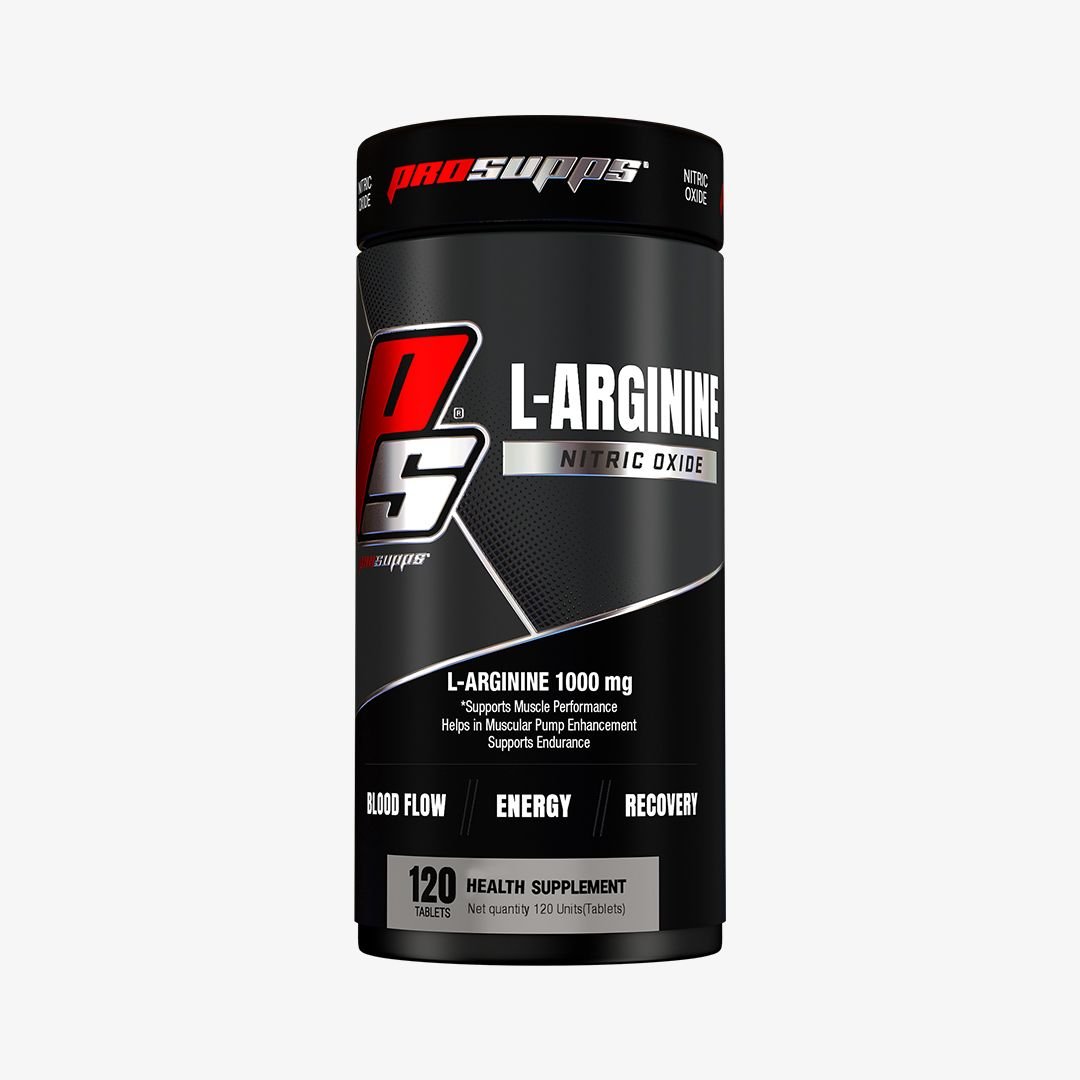 NITRIC
OXIDE
PROSUPPS®
NITRIC
OXIDE
PS®
PROSUPPS®
L-ARGININE
NITRIC OXIDE
L-ARGININE 1000 mg
*Supports Muscle Performance
Helps in Muscular Pump Enhancement
Supports Endurance
BLOOD FLOW // ENERGY // RECOVERY
120
TABLETS
HEALTH SUPPLEMENT
Net quantity 120 Units(Tablets)